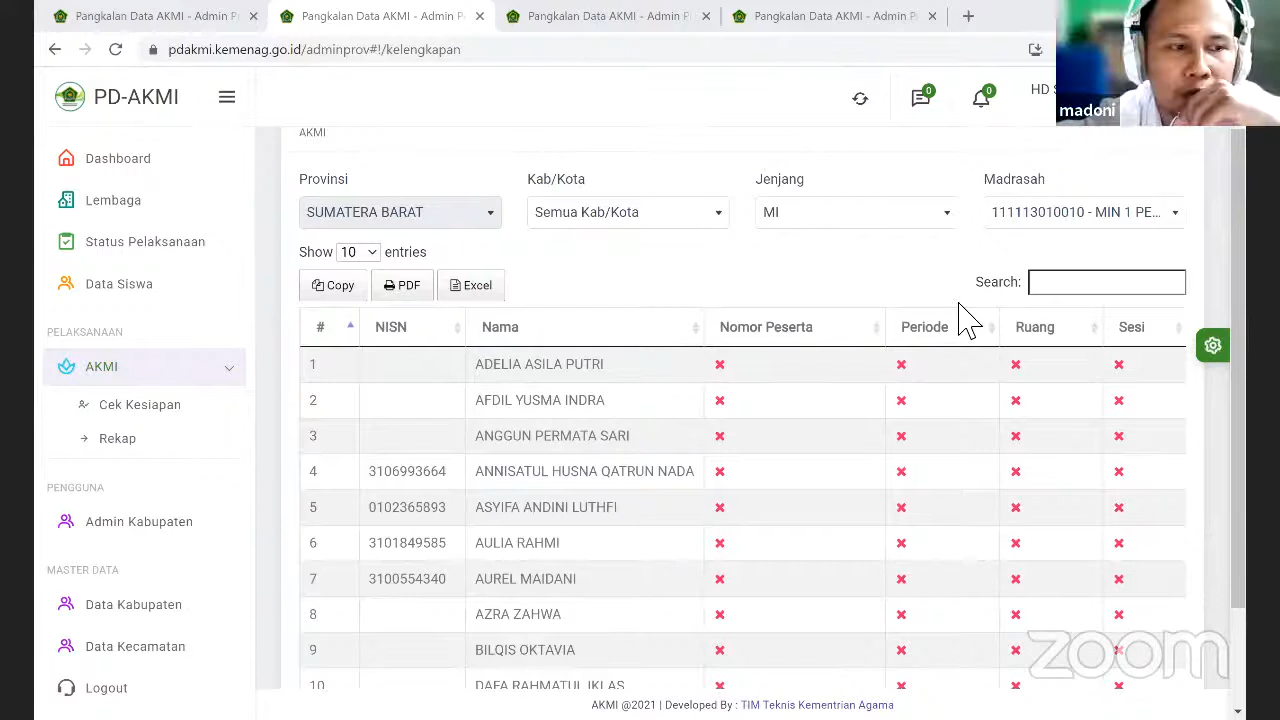 Pangkalan Data AKMI - Admin P
Pangkalan Data AKMI - Admin P
Pangkalan Data AKMI - Admin P
Pangkalan Data AKMI - Admin P
pdakmi.kemenag.go.id/adminprov#!/kelengkapan
PD-AKMI
0
0
HD S
madoni
Dashboard
Lembaga
Status Pelaksanaan
Data Siswa
PELAKSANAAN
AKMI
Cek Kesiapan
Rekap
PENGGUNA
Admin Kabupaten
MASTER DATA
Data Kabupaten
Data Kecamatan
Logout
AKMI
Provinsi Kab/Kota Jenjang Madrasah
SUMATERA BARAT Semua Kab/Kota MI 111113010010 - MIN 1 PE...
Show 10 entries
Copy PDF Excel Search:
# NISN Nama Nomor Peserta Periode Ruang Sesi
1 ADELIA ASILA PUTRI
2 AFDIL YUSMA INDRA
3 ANGGUN PERMATA SARI
4 3106993664 ANNISATUL HUSNA QATRUN NADA
5 0102365893 ASYIFA ANDINI LUTHFI
6 3101849585 AULIA RAHMI
7 3100554340 AUREL MAIDANI
8 AZRA ZAHWA
9 BILQIS OKTAVIA
10 DAFA RAHMATUL IKLAS
zoom
AKMI @2021 | Developed By : TIM Teknis Kementrian Agama